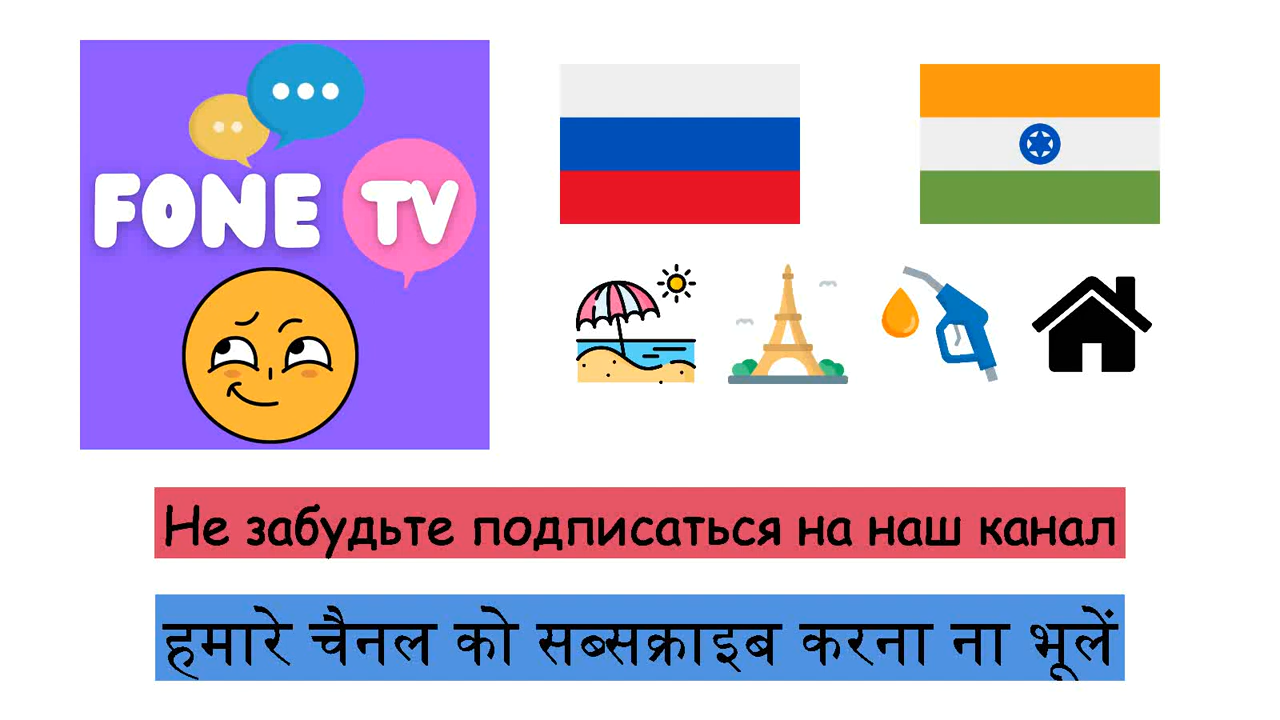 FONE TV
Не забудьте подписаться на наш канал
हमारे चैनल को सब्सक्राइब करना ना भूलें